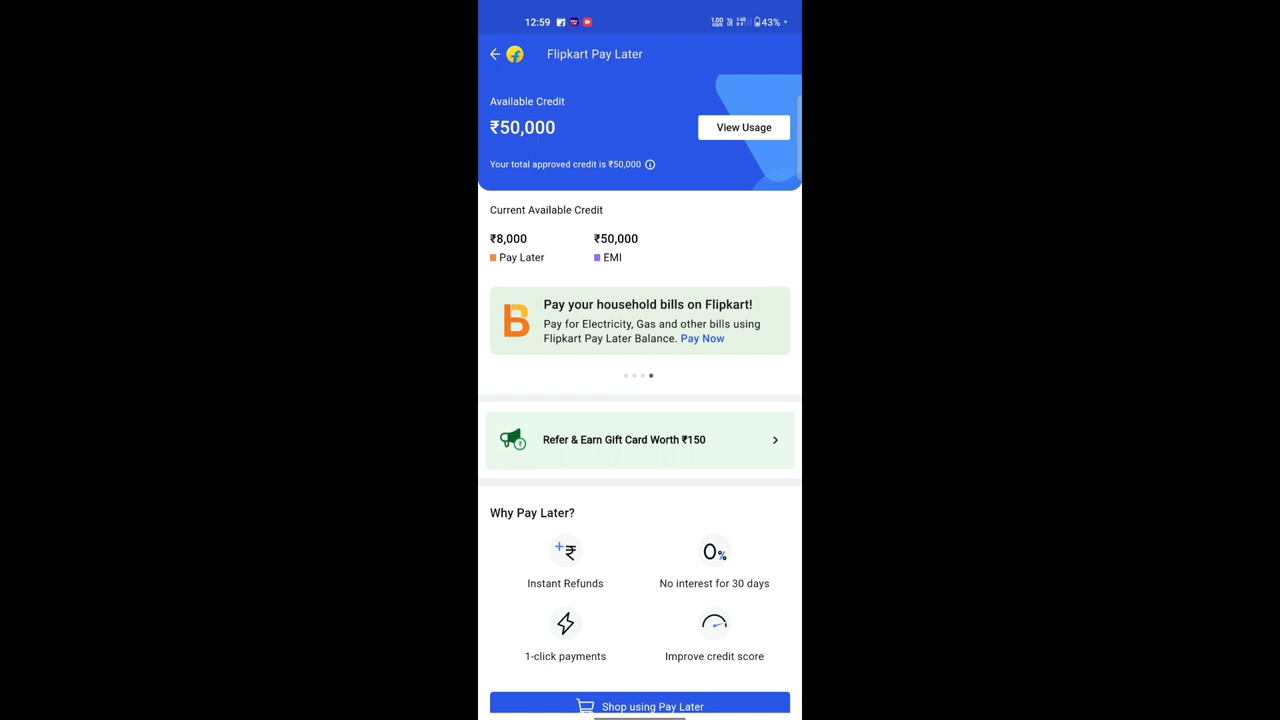 12:59
43%
Flipkart Pay Later
Available Credit
₹50,000
View Usage
Your total approved credit is ₹50,000
Current Available Credit
₹8,000 ₹50,000
Pay Later EMI
Pay your household bills on Flipkart!
Pay for Electricity, Gas and other bills using
Flipkart Pay Later Balance. Pay Now
Refer & Earn Gift Card Worth ₹150
Why Pay Later?
+₹ 0%
Instant Refunds No interest for 30 days
1-click payments Improve credit score
Shop using Pay Later